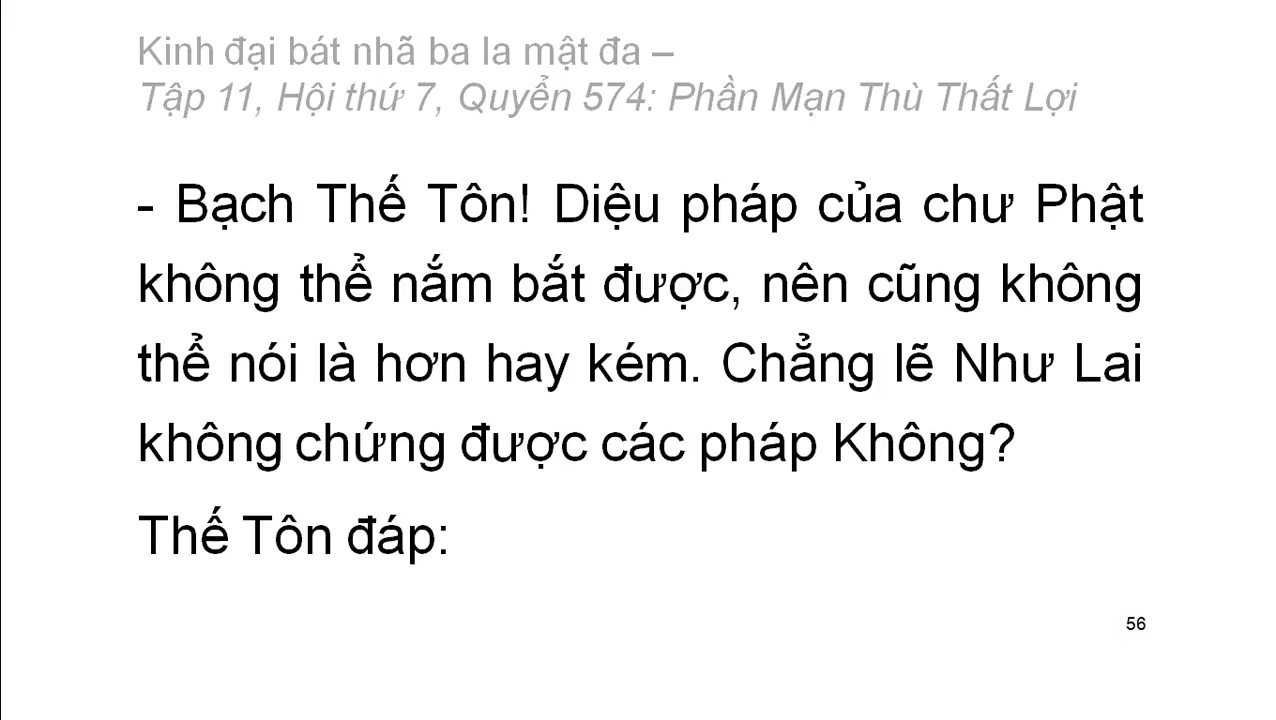 Kinh đại bát nhã ba la mật đa –
Tập 11, Hội thứ 7, Quyển 574: Phần Mạn Thù Thất Lợi
- Bạch Thế Tôn! Diệu pháp của chư Phật
không thể nắm bắt được, nên cũng không
thể nói là hơn hay kém. Chẳng lẽ Như Lai
không chứng được các pháp Không?
Thế Tôn đáp:
56